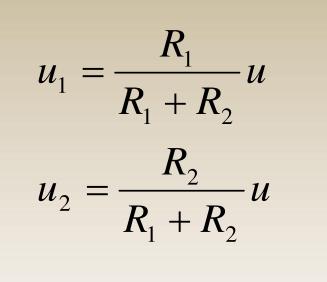 u₁ = R₁ / (R₁ + R₂) u
u₂ = R₂ / (R₁ + R₂) u